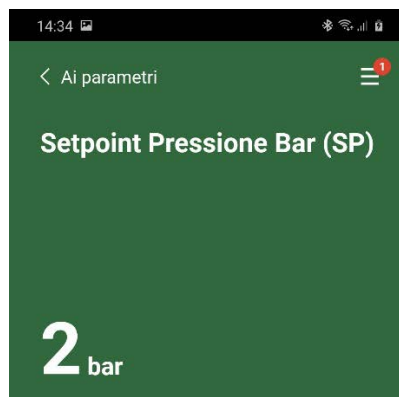 14:34
Ai parametri
1
Setpoint Pressione Bar (SP)
2 bar